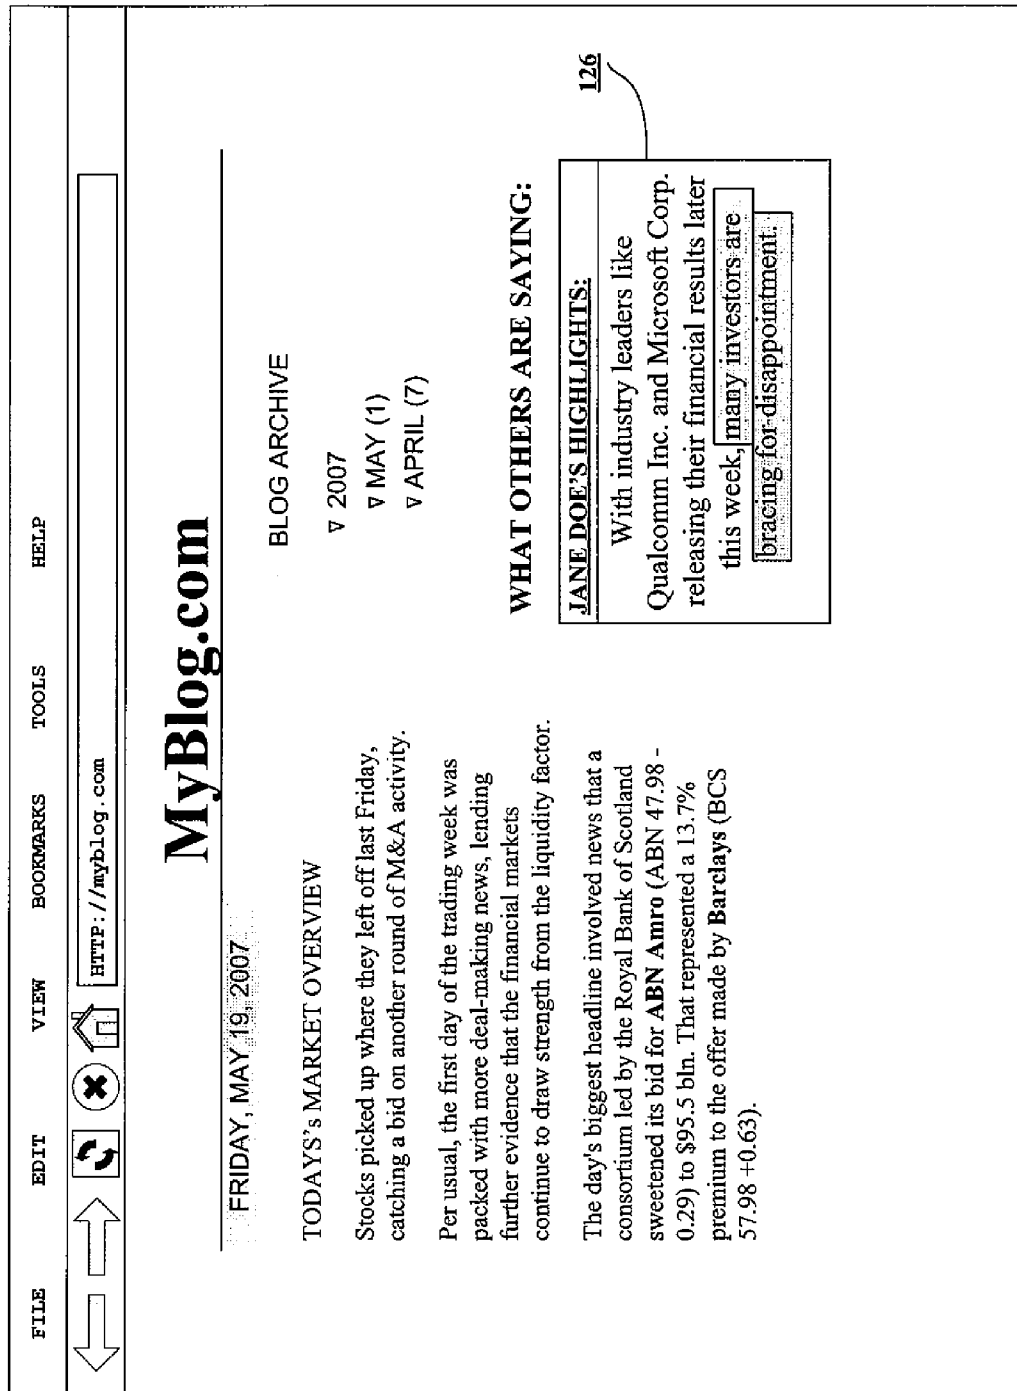 FILE EDIT VIEW BOOKMARKS TOOLS HELP
HTTP://myblog.com
MyBlog.com
FRIDAY, MAY 19, 2007
TODAYS's MARKET OVERVIEW
Stocks picked up where they left off last Friday,
catching a bid on another round of M&A activity.
Per usual, the first day of the trading week was
packed with more deal-making news, lending
further evidence that the financial markets
continue to draw strength from the liquidity factor.
The day's biggest headline involved news that a
consortium led by the Royal Bank of Scotland
sweetened its bid for ABN Amro (ABN 47.98 -
0.29) to $95.5 bln. That represented a 13.7%
premium to the offer made by Barclays (BCS
57.98 +0.63).
BLOG ARCHIVE
∇ 2007
∇ MAY (1)
∇ APRIL (7)
WHAT OTHERS ARE SAYING:
JANE DOE'S HIGHLIGHTS:
With industry leaders like
Qualcomm Inc. and Microsoft Corp.
releasing their financial results later
this week, many investors are
bracing for disappointment.
126